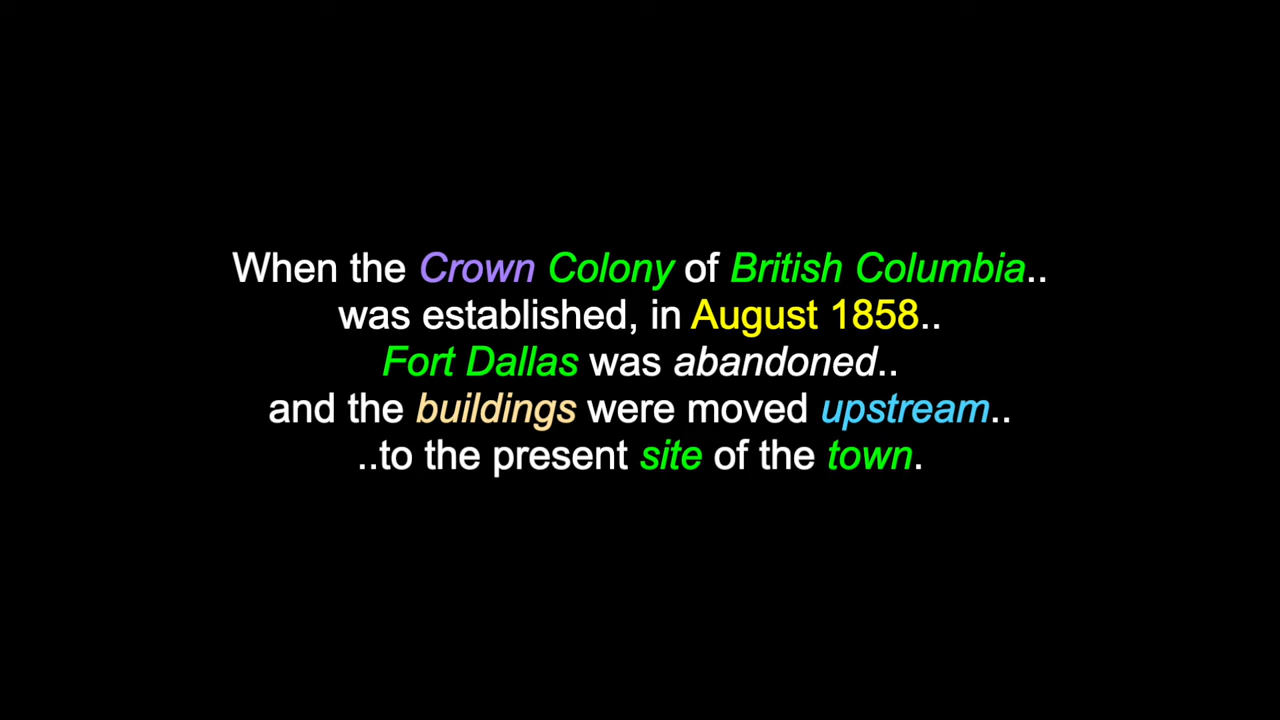 When the Crown Colony of British Columbia..
was established, in August 1858..
Fort Dallas was abandoned..
and the buildings were moved upstream..
..to the present site of the town.